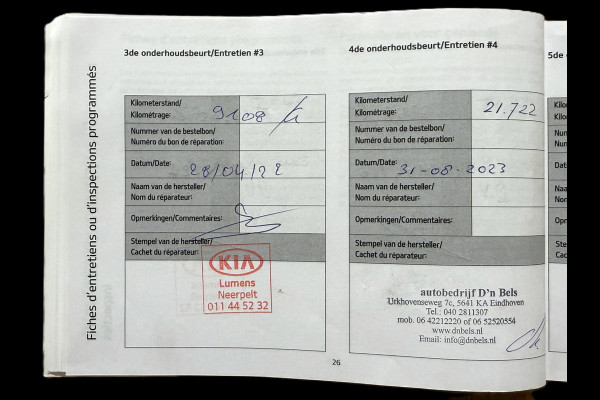 Fiches d'entretiens ou d'inspections programmés
3de onderhoudsbeurt/Entretien #3
Kilometerstand/
Kilométrage: 9108
Nummer van de bestelbon/
Numéro du bon de réparation:
Datum/Date: 28/04/22
Naam van de hersteller/
Nom du réparateur:
Opmerkingen/Commentaires:
Stempel van de hersteller/
Cachet du réparateur:
KIA
Lumens
Neerpelt
011 44 52 32
4de onderhoudsbeurt/Entretien #4
Kilometerstand/
Kilométrage: 21.722
Nummer van de bestelbon/
Numéro du bon de réparation:
Datum/Date: 31-08-2023
Naam van de hersteller/
Nom du réparateur:
Opmerkingen/Commentaires:
Stempel van de hersteller/
Cachet du réparateur:
autobedrijf D'n Bels
Urkhovenseweg 7c, 5641 KA Eindhoven
Tel.: 040 2811307
mob. 06 42212220 of 06 52520554
www.dnbels.nl
Email: info@dnbels.nl
5de
26